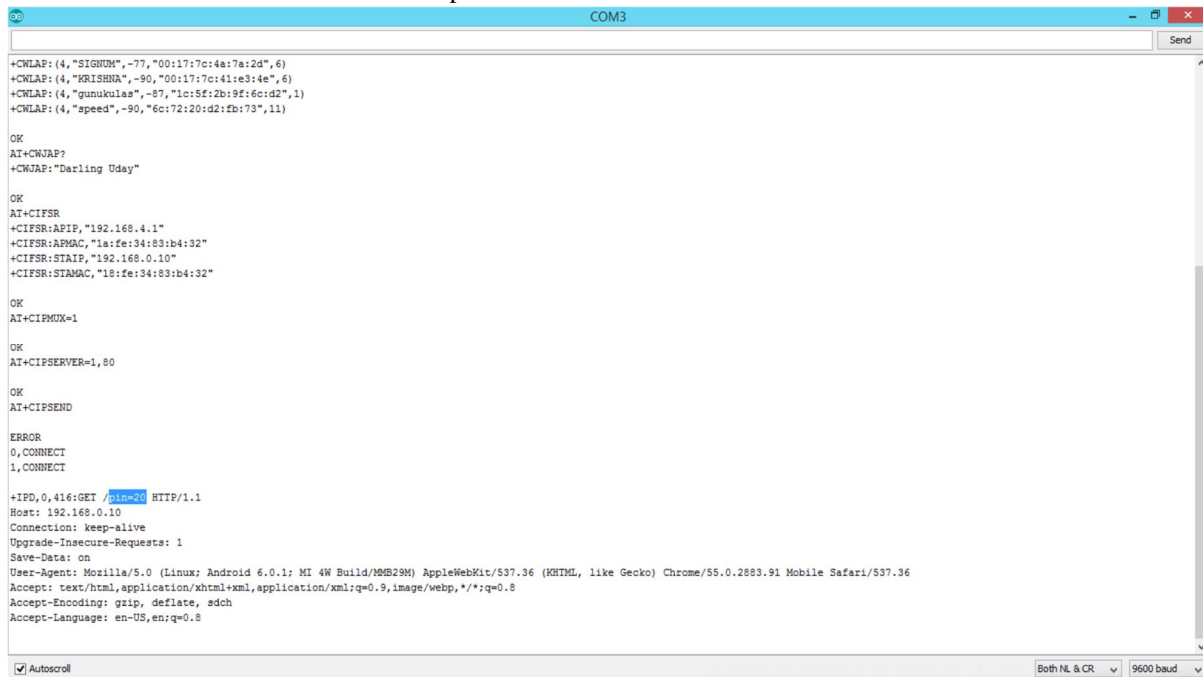 COM3
Send
+CWLAP:(4,"SIGNUM",-77,"00:17:7c:4a:7a:2d",6)
+CWLAP:(4,"KRISHNA",-90,"00:17:7c:41:e3:4e",6)
+CWLAP:(4,"gunukulas",-87,"1c:5f:2b:9f:6c:d2",1)
+CWLAP:(4,"speed",-90,"6c:72:20:d2:fb:73",11)
OK
AT+CWJAP?
+CWJAP:"Darling Uday"
OK
AT+CIFSR
+CIFSR:APIP,"192.168.4.1"
+CIFSR:APMAC,"1a:fe:34:83:b4:32"
+CIFSR:STAIP,"192.168.0.10"
+CIFSR:STAMAC,"18:fe:34:83:b4:32"
OK
AT+CIPMUX=1
OK
AT+CIPSERVER=1,80
OK
AT+CIPSEND
ERROR
0,CONNECT
1,CONNECT
+IPD,0,416:GET /pin=20 HTTP/1.1
Host: 192.168.0.10
Connection: keep-alive
Upgrade-Insecure-Requests: 1
Save-Data: on
User-Agent: Mozilla/5.0 (Linux; Android 6.0.1; MI 4W Build/MMB29M) AppleWebKit/537.36 (KHTML, like Gecko) Chrome/55.0.2883.91 Mobile Safari/537.36
Accept: text/html,application/xhtml+xml,application/xml;q=0.9,image/webp,*/*;q=0.8
Accept-Encoding: gzip, deflate, sdch
Accept-Language: en-US,en;q=0.8
Autoscroll
Both NL & CR
9600 baud